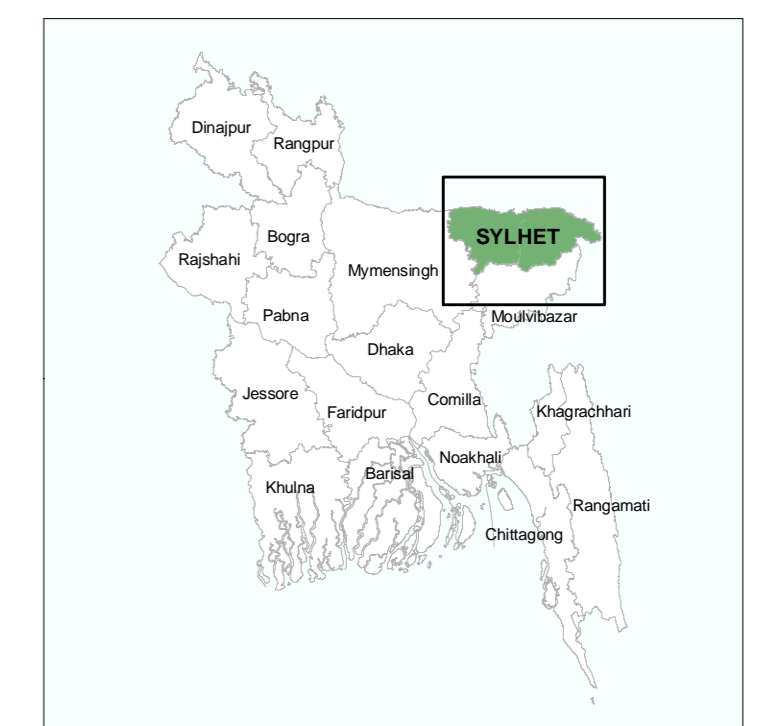 Dinajpur
Rangpur
Bogra
SYLHET
Rajshahi
Mymensingh
Pabna
Moulvibazar
Dhaka
Jessore
Comilla
Faridpur
Khagrachhari
Noakhali
Barisal
Khulna
Rangamati
Chittagong